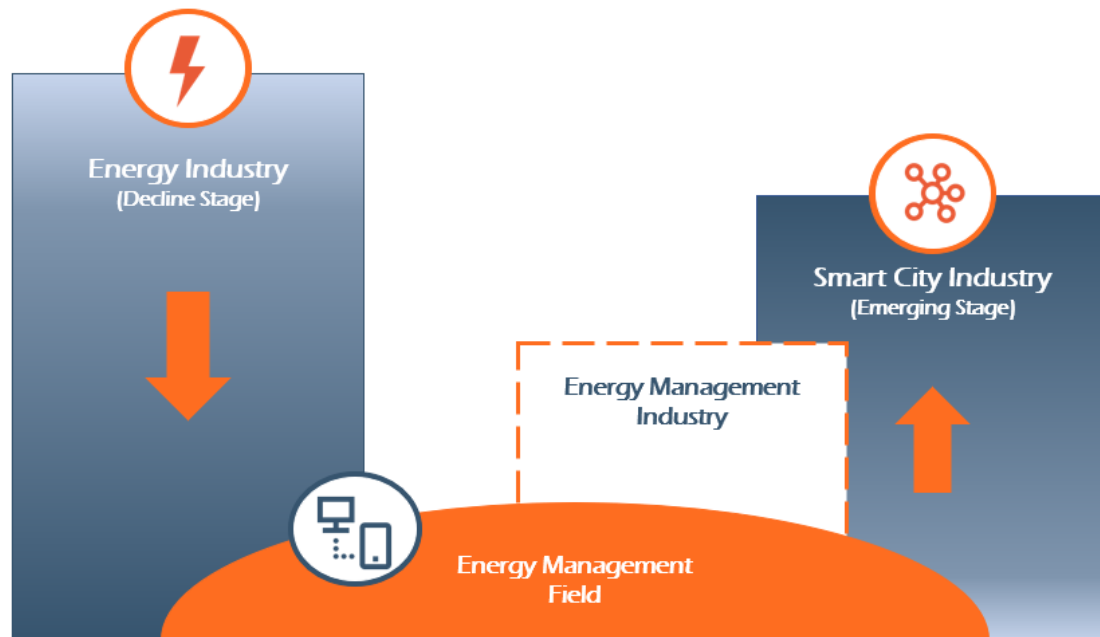 Energy Industry
(Decline Stage)
Smart City Industry
(Emerging Stage)
Energy Management
Industry
Energy Management
Field